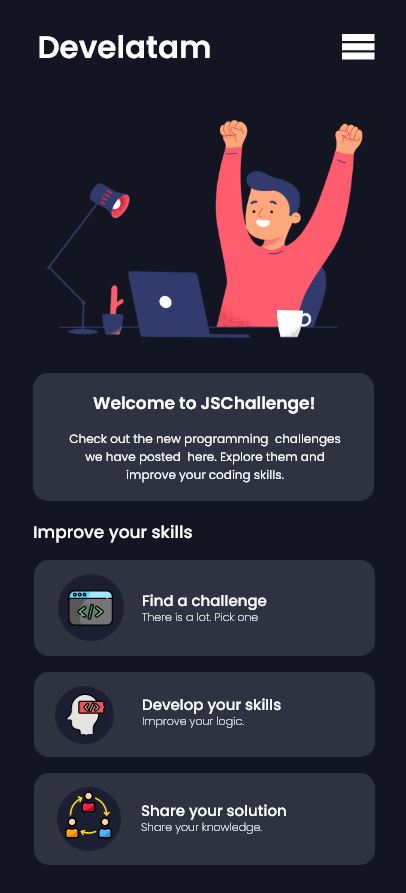 Develatam
Welcome to JSChallenge!
Check out the new programming challenges
we have posted here. Explore them and
improve your coding skills.
Improve your skills
</>
Find a challenge
There is a lot. Pick one
</>
Develop your skills
Improve your logic.
Share your solution
Share your knowledge.